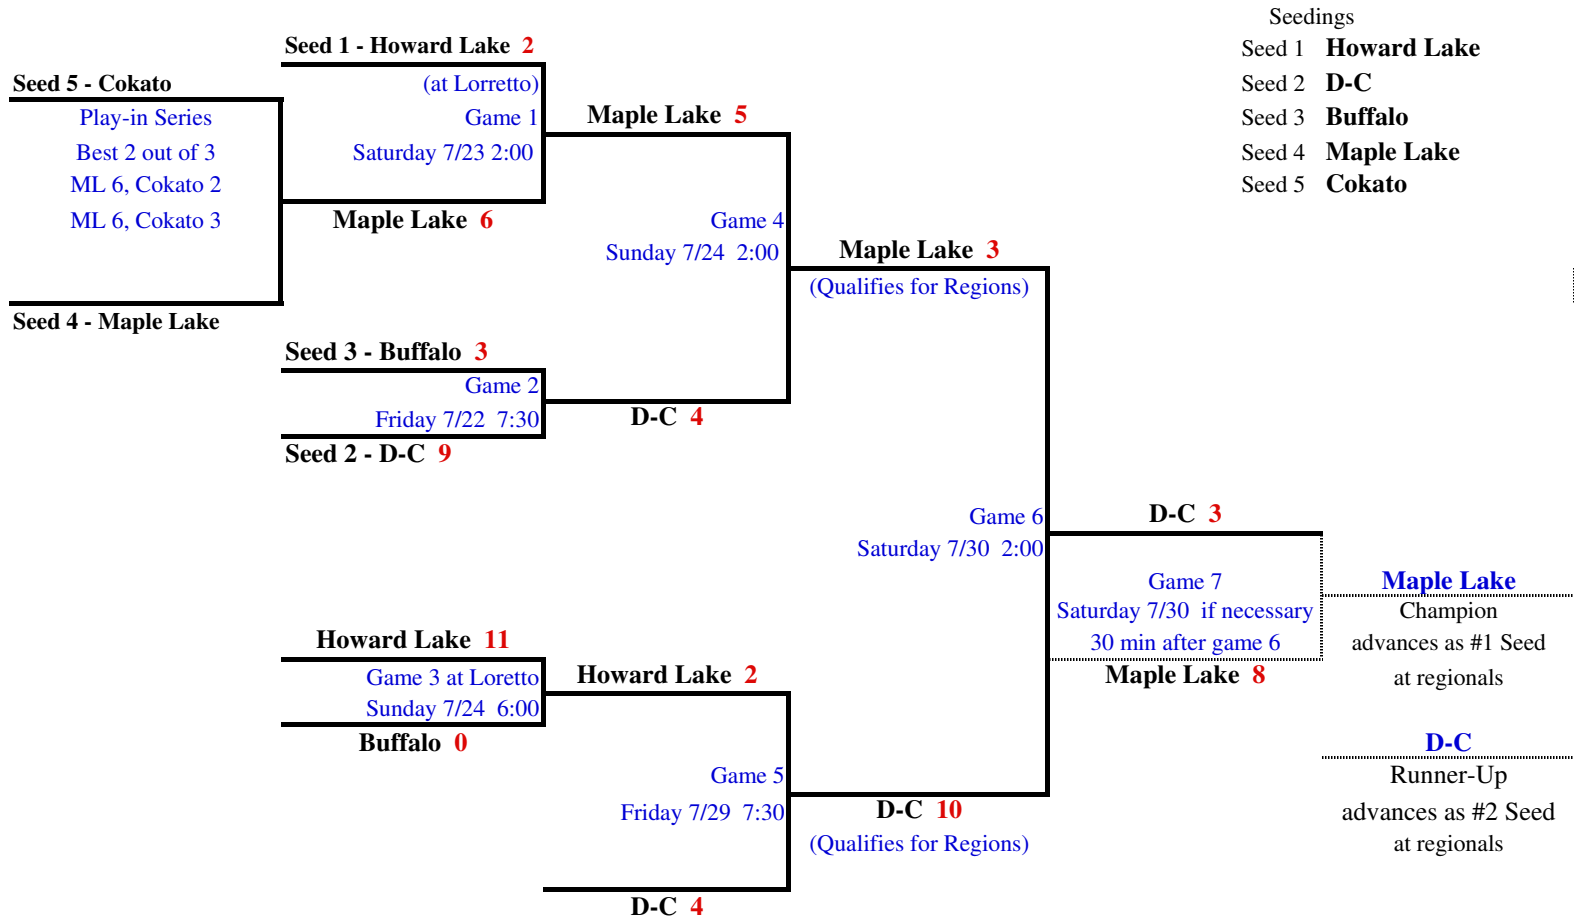 Seedings
Seed 1 Howard Lake
Seed 2 D-C
Seed 3 Buffalo
Seed 4 Maple Lake
Seed 5 Cokato
Seed 1 - Howard Lake 2
Seed 5 - Cokato
Play-in Series
Best 2 out of 3
ML 6, Cokato 2
ML 6, Cokato 3
Seed 4 - Maple Lake
(at Lorretto)
Game 1
Saturday 7/23 2:00
Maple Lake 6
Maple Lake 5
Game 4
Sunday 7/24 2:00
Seed 3 - Buffalo 3
Game 2
Friday 7/22 7:30
Seed 2 - D-C 9
D-C 4
Maple Lake 3
(Qualifies for Regions)
Game 6
Saturday 7/30 2:00
Howard Lake 11
Game 3 at Loretto
Sunday 7/24 6:00
Buffalo 0
Howard Lake 2
Game 5
Friday 7/29 7:30
D-C 4
D-C 10
(Qualifies for Regions)
D-C 3
Game 7
Saturday 7/30 if necessary
30 min after game 6
Maple Lake 8
Maple Lake
Champion
advances as #1 Seed
at regionals
D-C
Runner-Up
advances as #2 Seed
at regionals